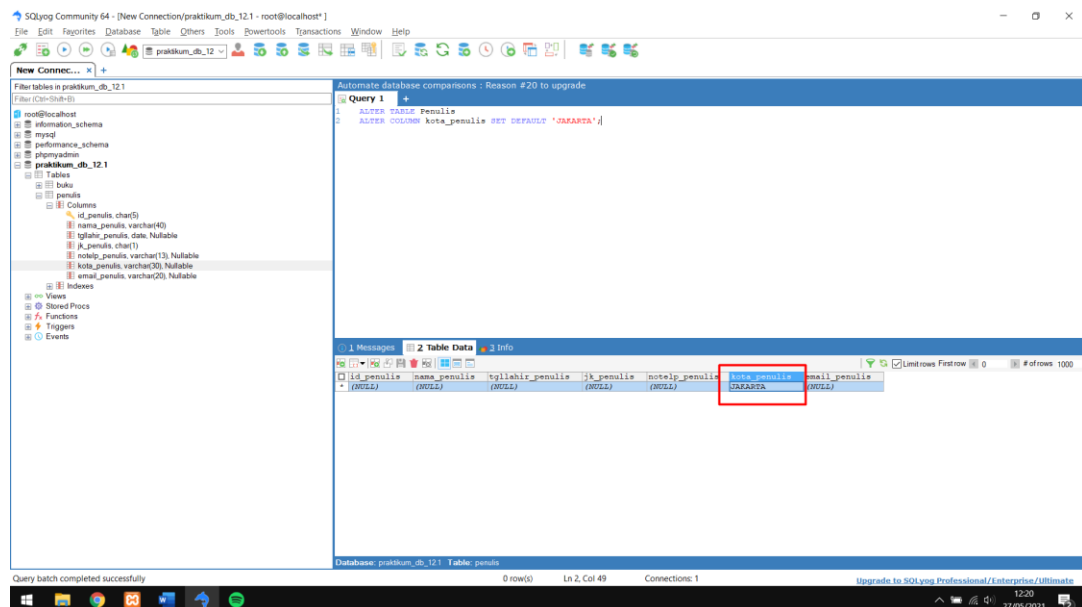 SQLyog Community 64 - [New Connection/praktikum_db_12.1 - root@localhost* ]
File Edit Favorites Database Table Others Tools Powertools Transactions Window Help
praktikum_db_12
New Connec... × +
Filter tables in praktikum_db_12.1
Filter (Ctrl+Shift+B)
root@localhost
information_schema
mysql
performance_schema
phpmyadmin
praktikum_db_12.1
Tables
buku
penulis
Columns
id_penulis, char(5)
nama_penulis, varchar(40)
tgllahir_penulis, date, Nullable
jk_penulis, char(1)
notelp_penulis, varchar(13), Nullable
kota_penulis, varchar(30), Nullable
email_penulis, varchar(20), Nullable
Indexes
Views
Stored Procs
Functions
Triggers
Events
Automate database comparisons : Reason #20 to upgrade
Query 1 +
1 ALTER TABLE Penulis
2 ALTER COLUMN kota_penulis SET DEFAULT 'JAKARTA';
1 Messages 2 Table Data 3 Info
Limit rows First row 0 # of rows 1000
id_penulis nama_penulis tgllahir_penulis jk_penulis notelp_penulis kota_penulis email_penulis
* (NULL) (NULL) (NULL) (NULL) (NULL) JAKARTA (NULL)
Database: praktikum_db_12.1 Table: penulis
Query batch completed successfully 0 row(s) Ln 2, Col 49 Connections: 1 Upgrade to SQLyog Professional/Enterprise/Ultimate
12:20
27/05/2021